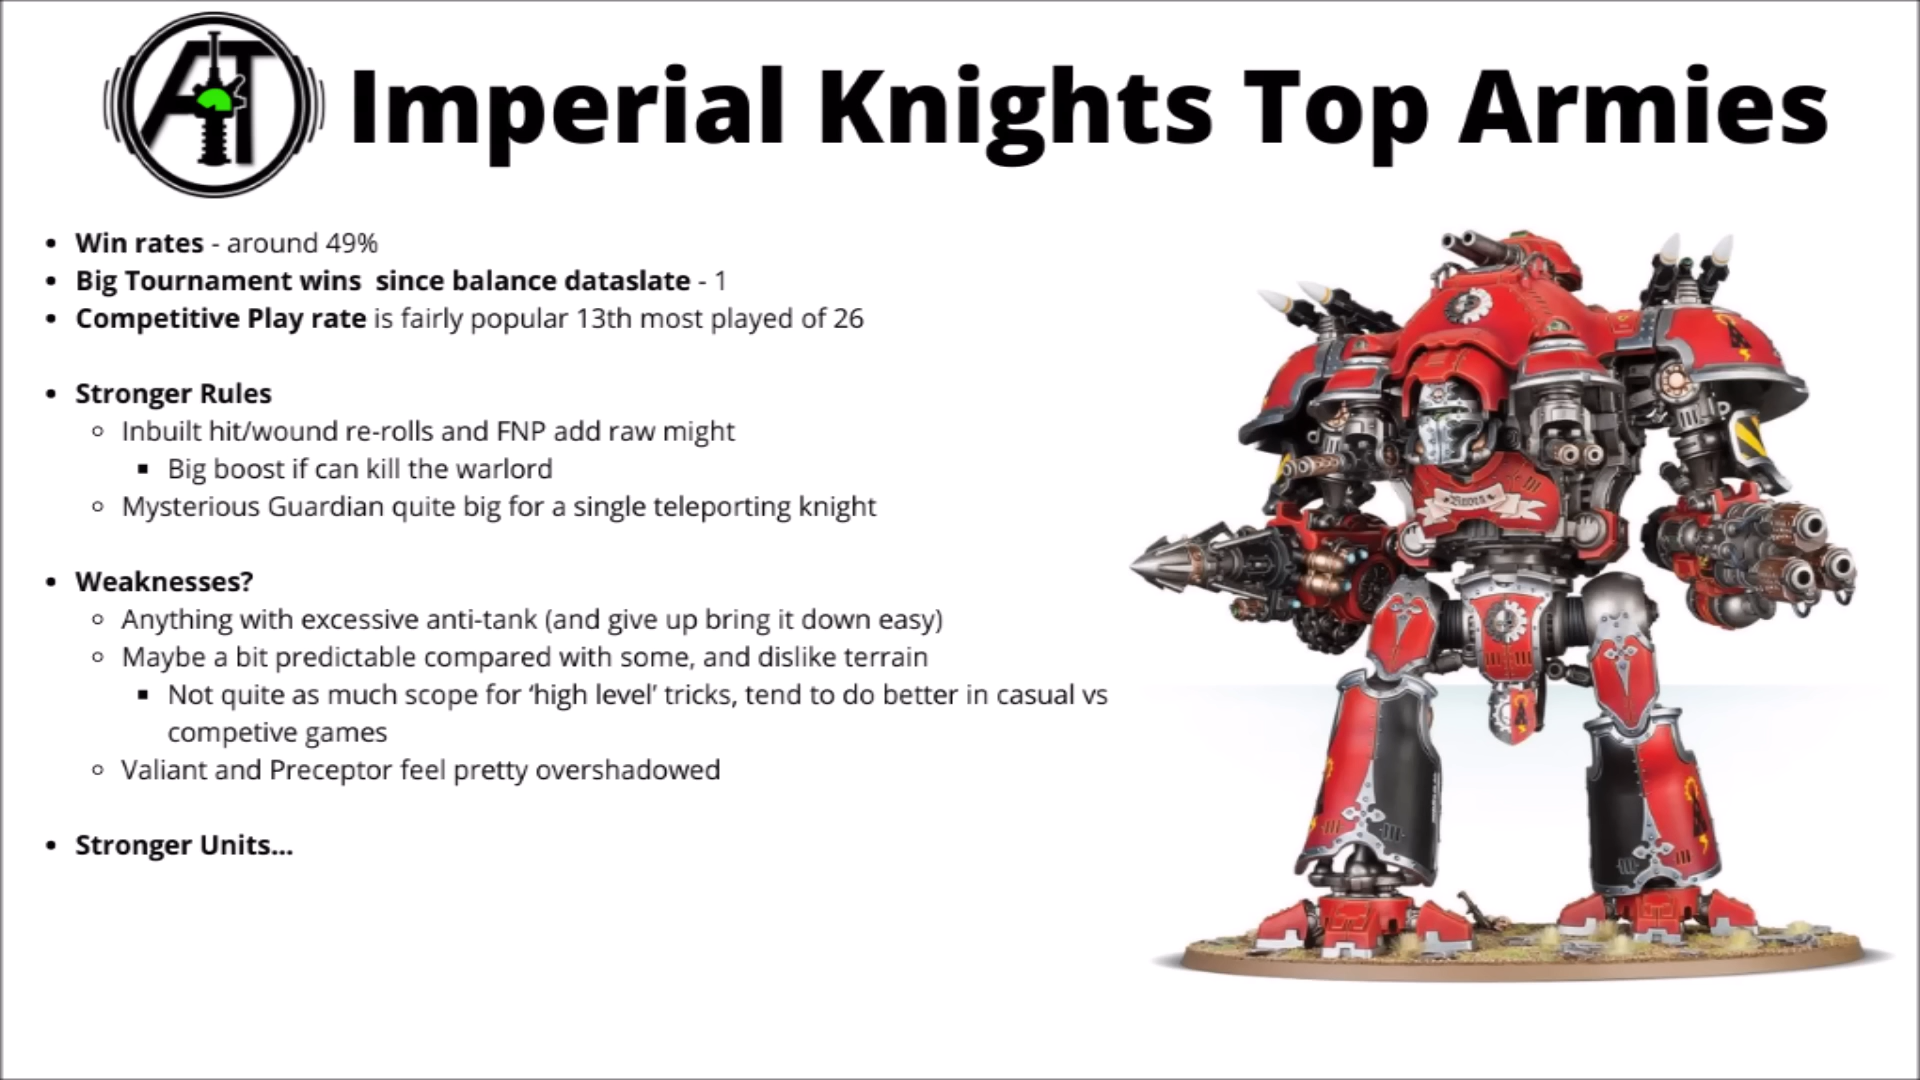 AT
Imperial Knights Top Armies
• Win rates - around 49%
• Big Tournament wins since balance dataslate - 1
• Competitive Play rate is fairly popular 13th most played of 26
• Stronger Rules
◦ Inbuilt hit/wound re-rolls and FNP add raw might
▪ Big boost if can kill the warlord
◦ Mysterious Guardian quite big for a single teleporting knight
• Weaknesses?
◦ Anything with excessive anti-tank (and give up bring it down easy)
◦ Maybe a bit predictable compared with some, and dislike terrain
▪ Not quite as much scope for ‘high level’ tricks, tend to do better in casual vs
competive games
◦ Valiant and Preceptor feel pretty overshadowed
• Stronger Units...